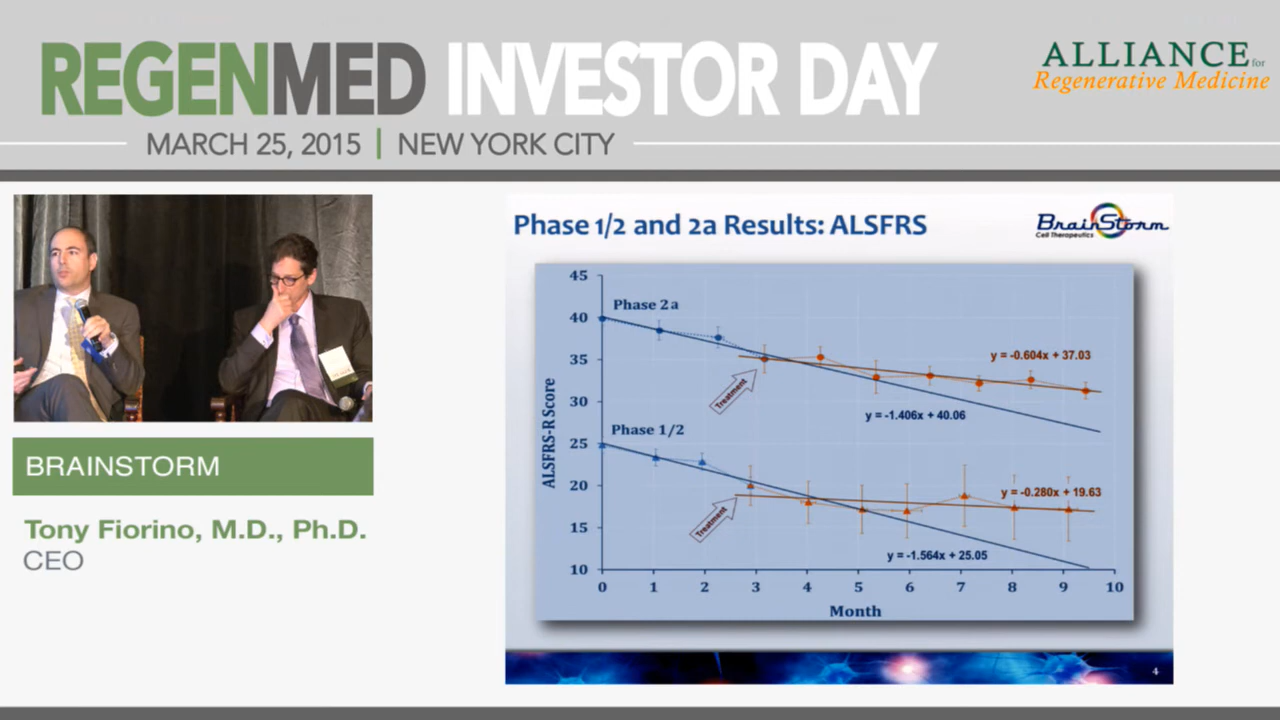 REGENMED INVESTOR DAY
MARCH 25, 2015 | NEW YORK CITY
ALLIANCE for
Regenerative Medicine
BRAINSTORM
Tony Fiorino, M.D., Ph.D.
CEO
Phase 1/2 and 2a Results: ALSFRS
BrainStorm
Cell Therapeutics
ALSFRS-R Score
45
40
35
30
25
20
15
10
Phase 2a
Treatment
y = -0.604x + 37.03
y = -1.406x + 40.06
Phase 1/2
Treatment
y = -0.280x + 19.63
y = -1.564x + 25.05
0 1 2 3 4 5 6 7 8 9 10
Month
4